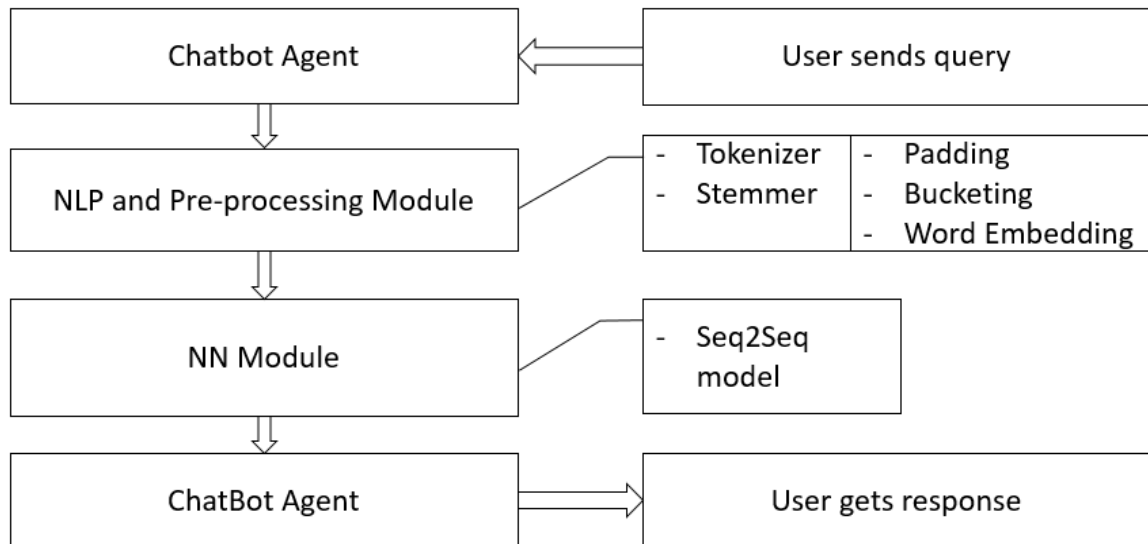 Chatbot Agent
User sends query
NLP and Pre-processing Module
- Tokenizer
- Stemmer
- Padding
- Bucketing
- Word Embedding
NN Module
- Seq2Seq
model
ChatBot Agent
User gets response